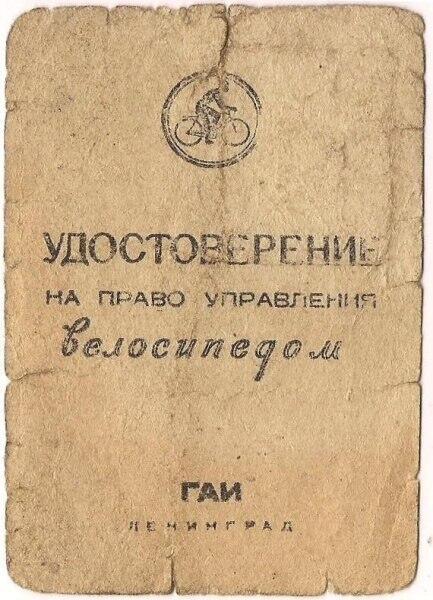 УДОСТОВЕРЕНИЕ
НА ПРАВО УПРАВЛЕНИЯ
велосипедом
ГАИ
ЛЕНИНГРАД